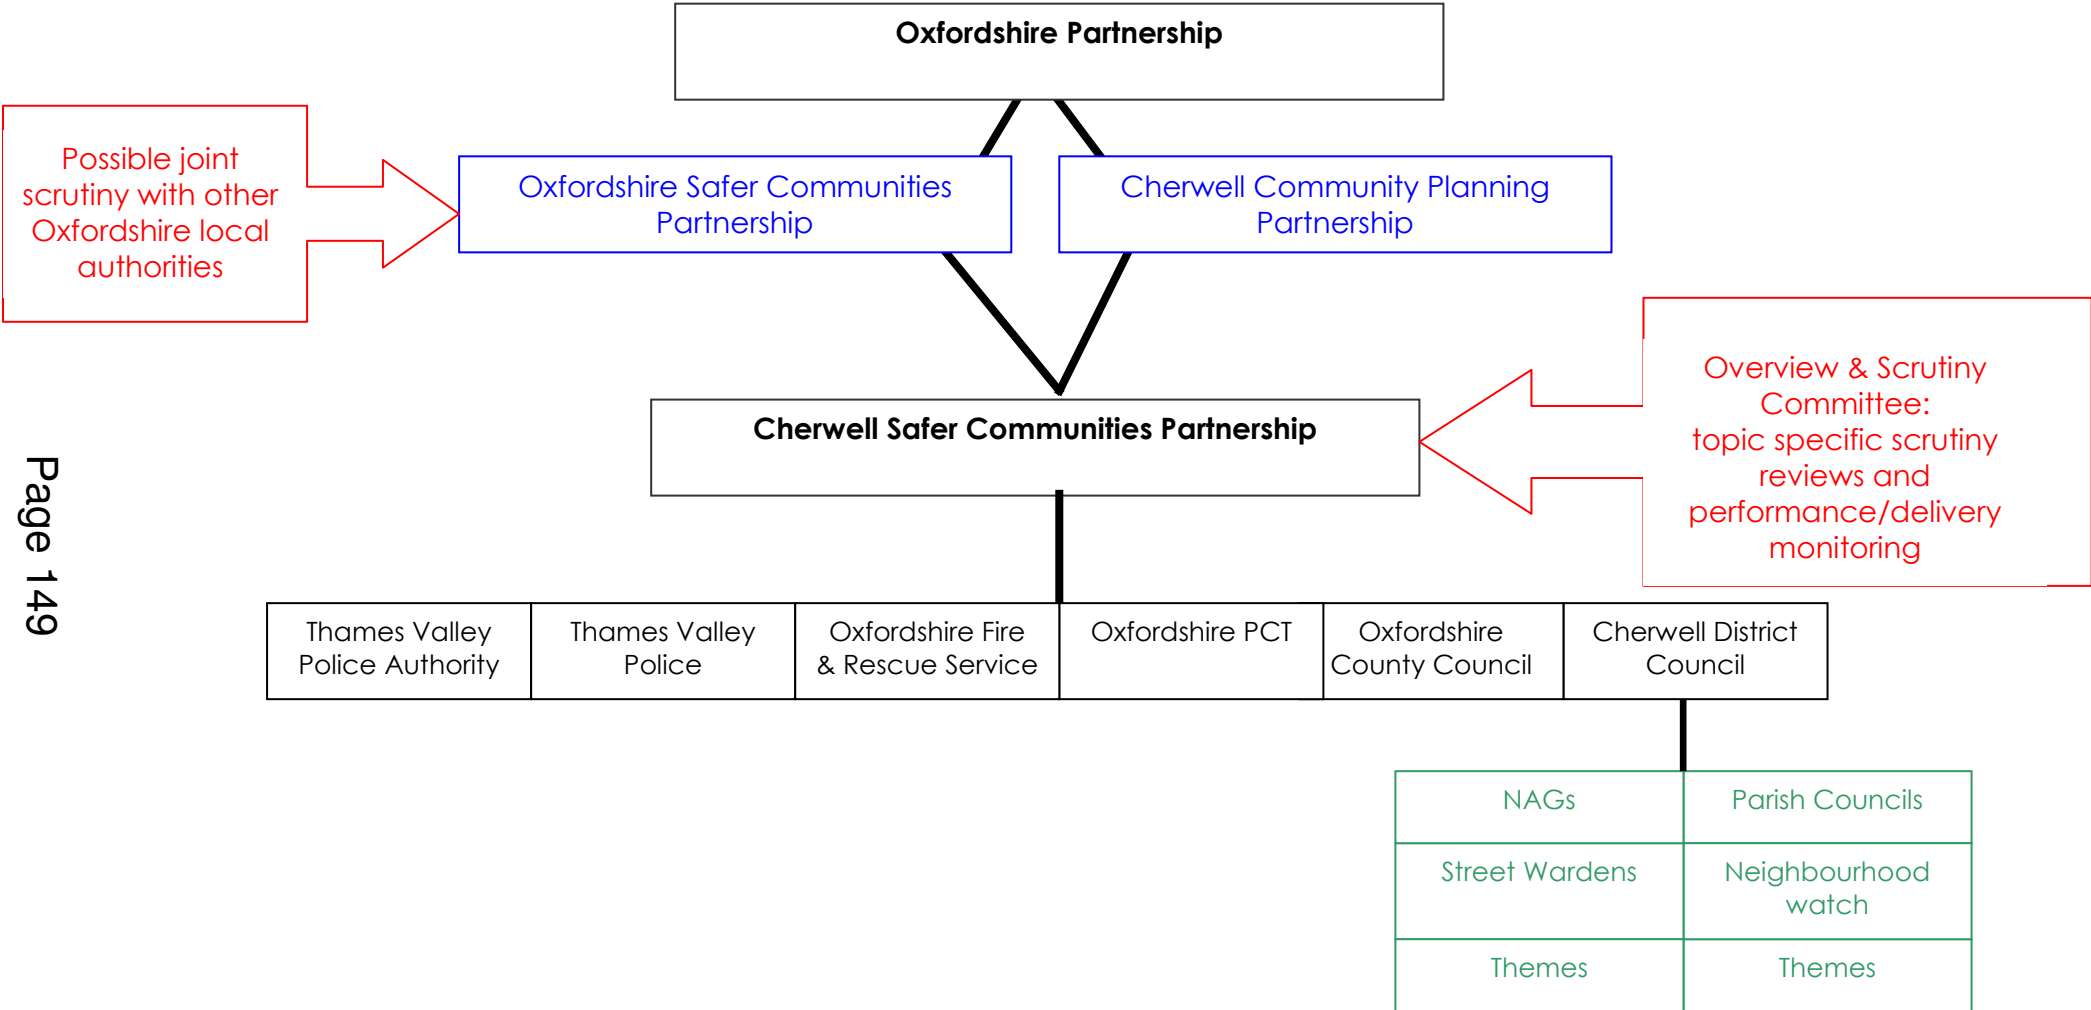 Oxfordshire Partnership
Possible joint
scrutiny with other
Oxfordshire local
authorities
Oxfordshire Safer Communities
Partnership
Cherwell Community Planning
Partnership
Cherwell Safer Communities Partnership
Overview & Scrutiny
Committee:
topic specific scrutiny
reviews and
performance/delivery
monitoring
Page 149
Thames Valley
Police Authority
Thames Valley
Police
Oxfordshire Fire
& Rescue Service
Oxfordshire PCT
Oxfordshire
County Council
Cherwell District
Council
NAGs
Parish Councils
Street Wardens
Neighbourhood
watch
Themes
Themes